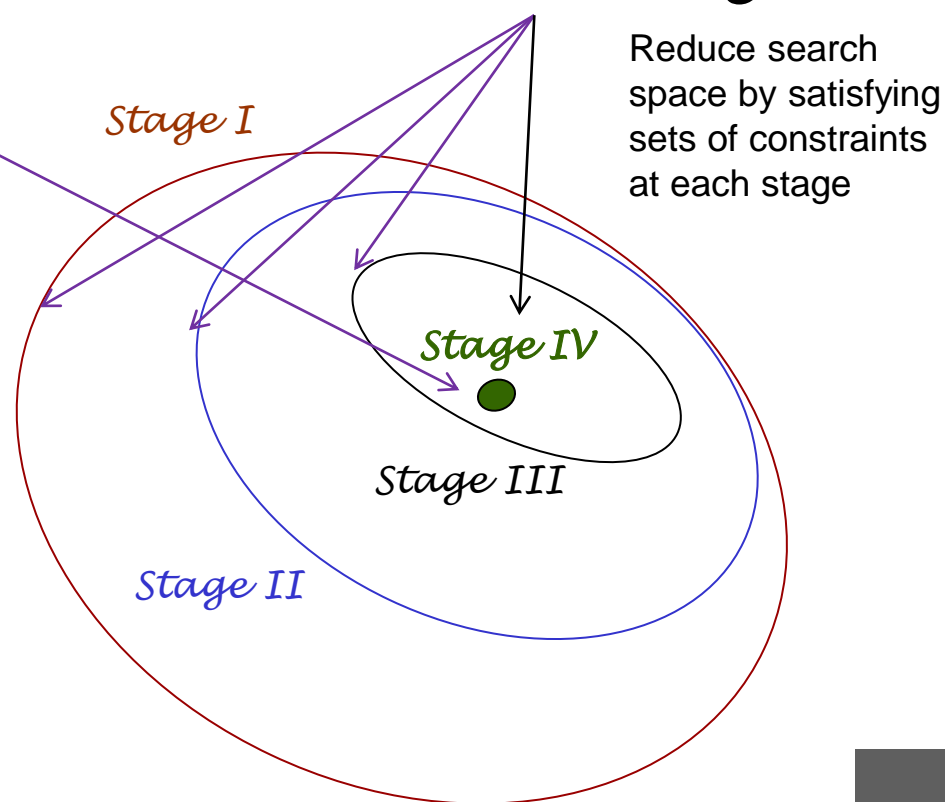 Reduce search
space by satisfying
sets of constraints
at each stage
Stage I
Stage IV
Stage III
Stage II